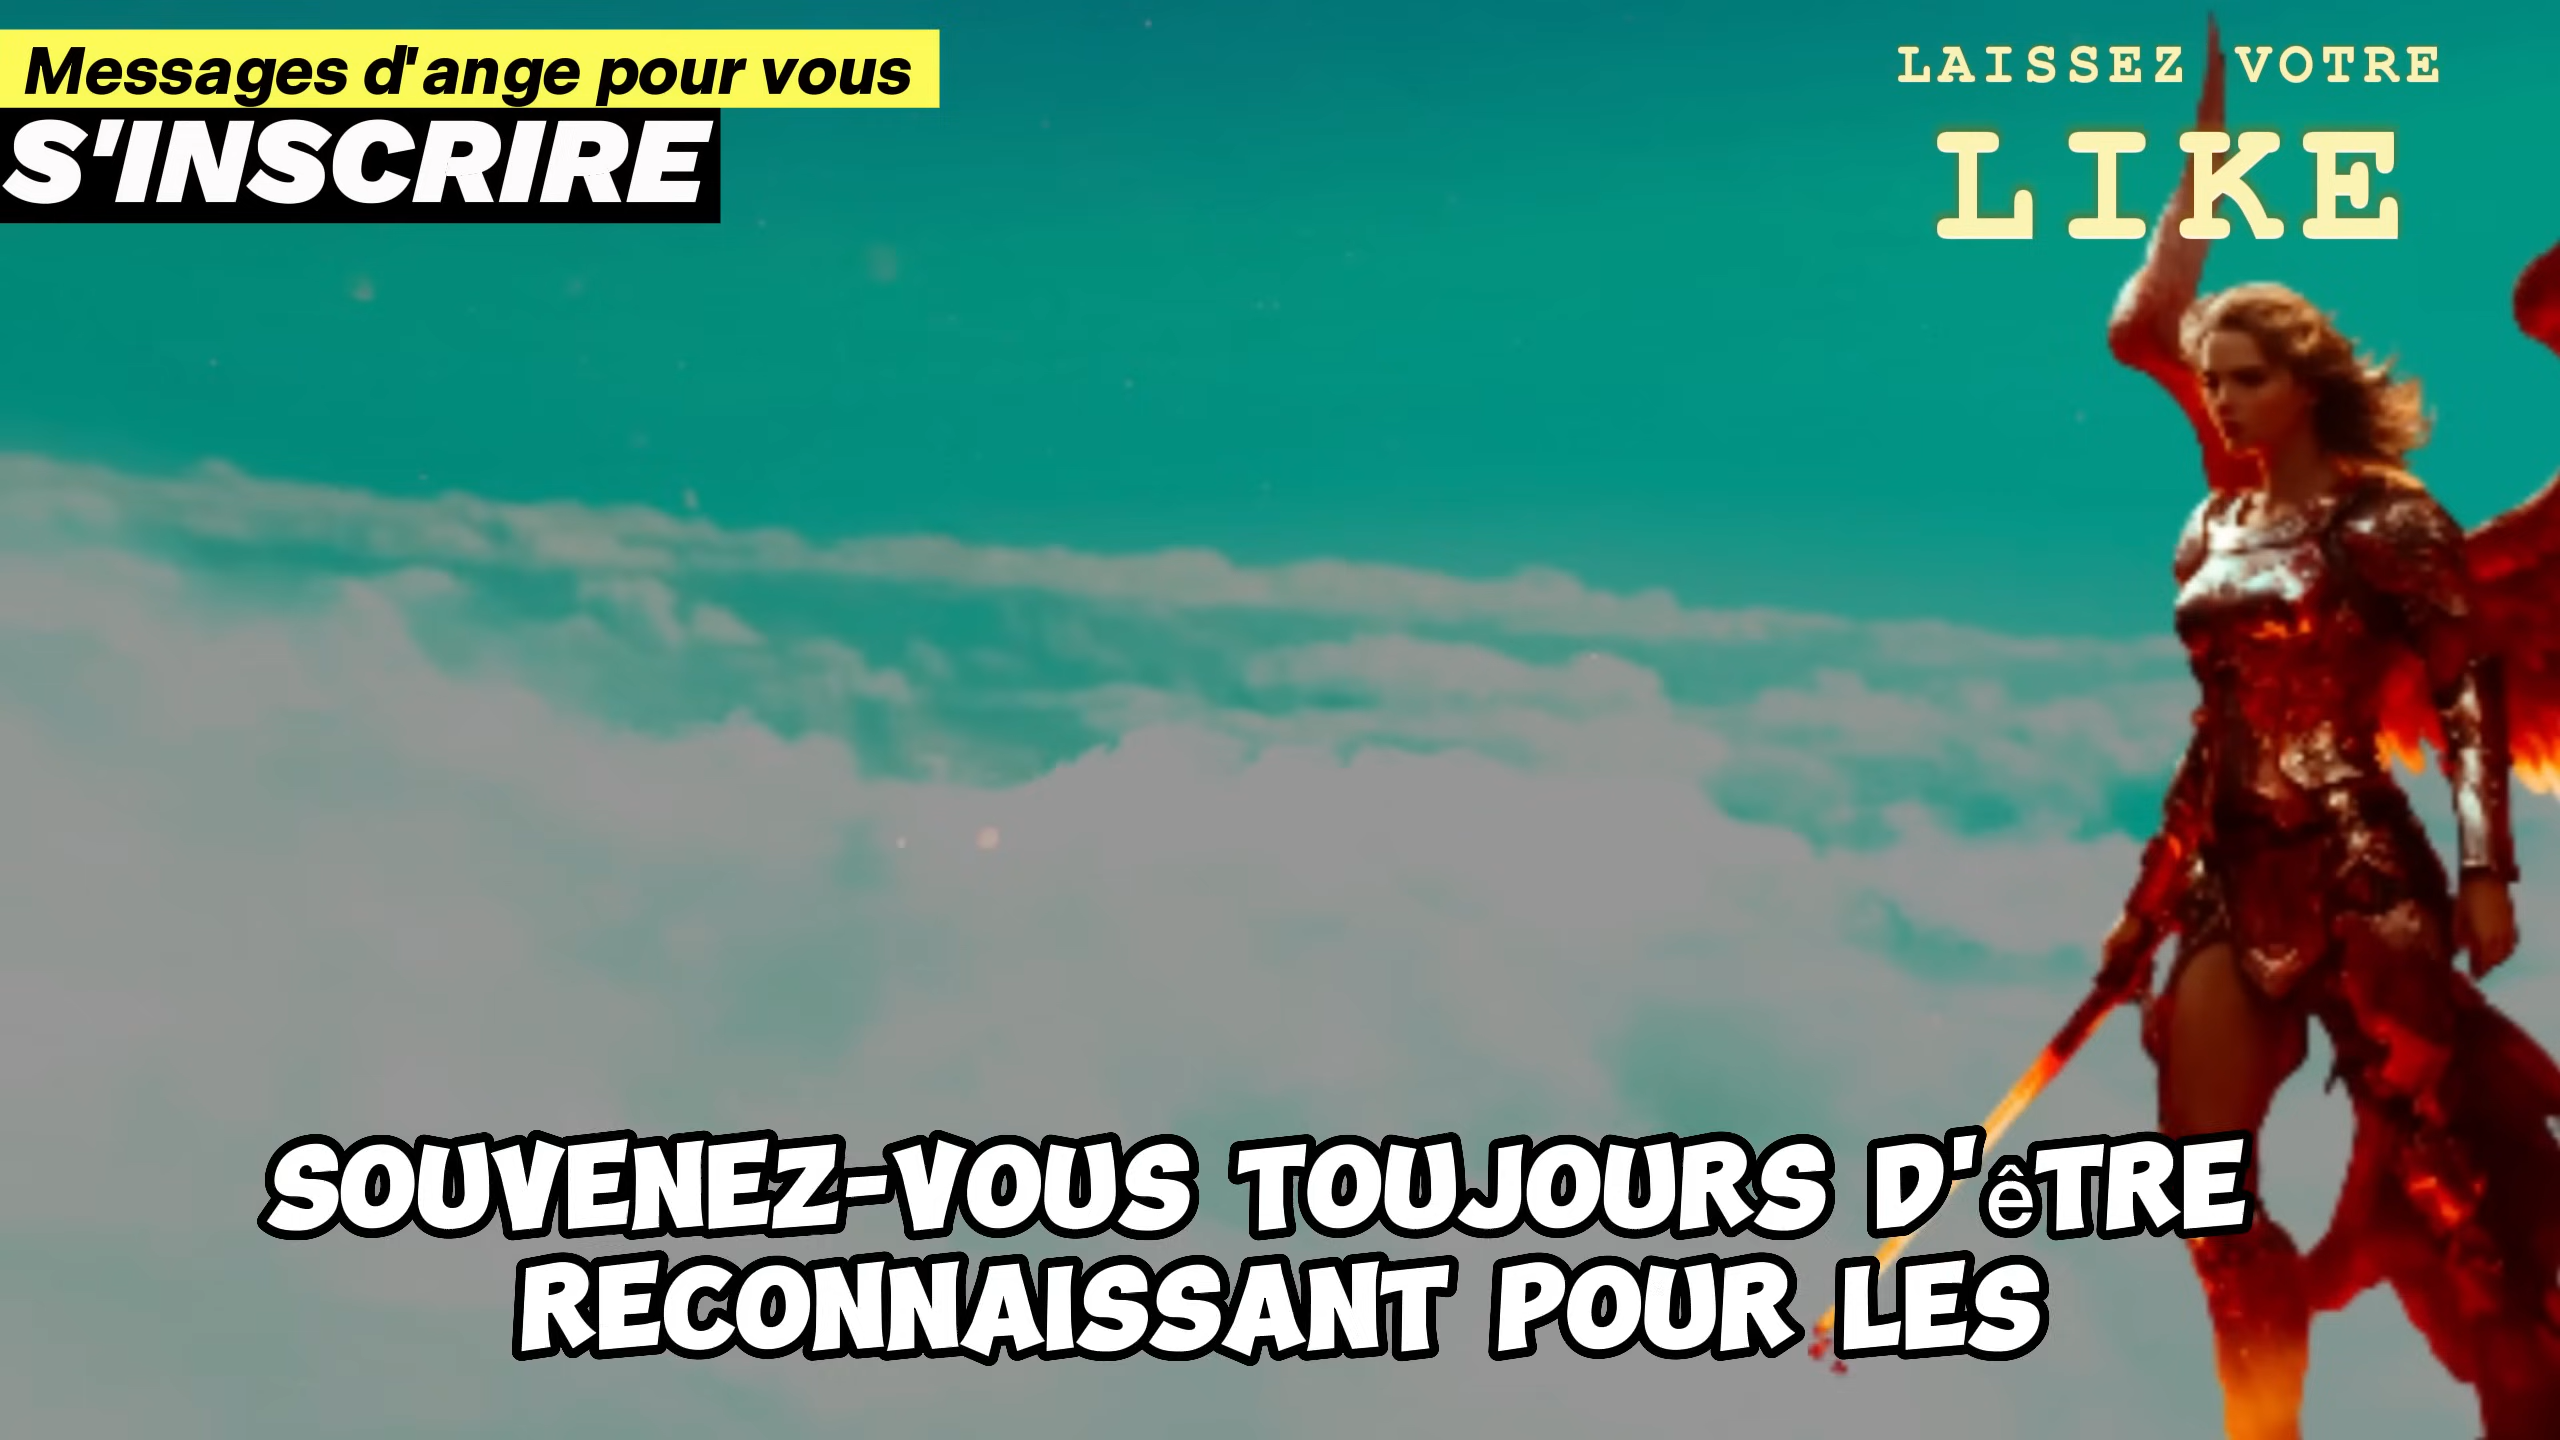 Messages d'ange pour vous
S'INSCRIRE
LAISSEZ VOTRE
LIKE
SOUVENEZ-VOUS TOUJOURS D'êTRE
RECONNAISSANT POUR LES